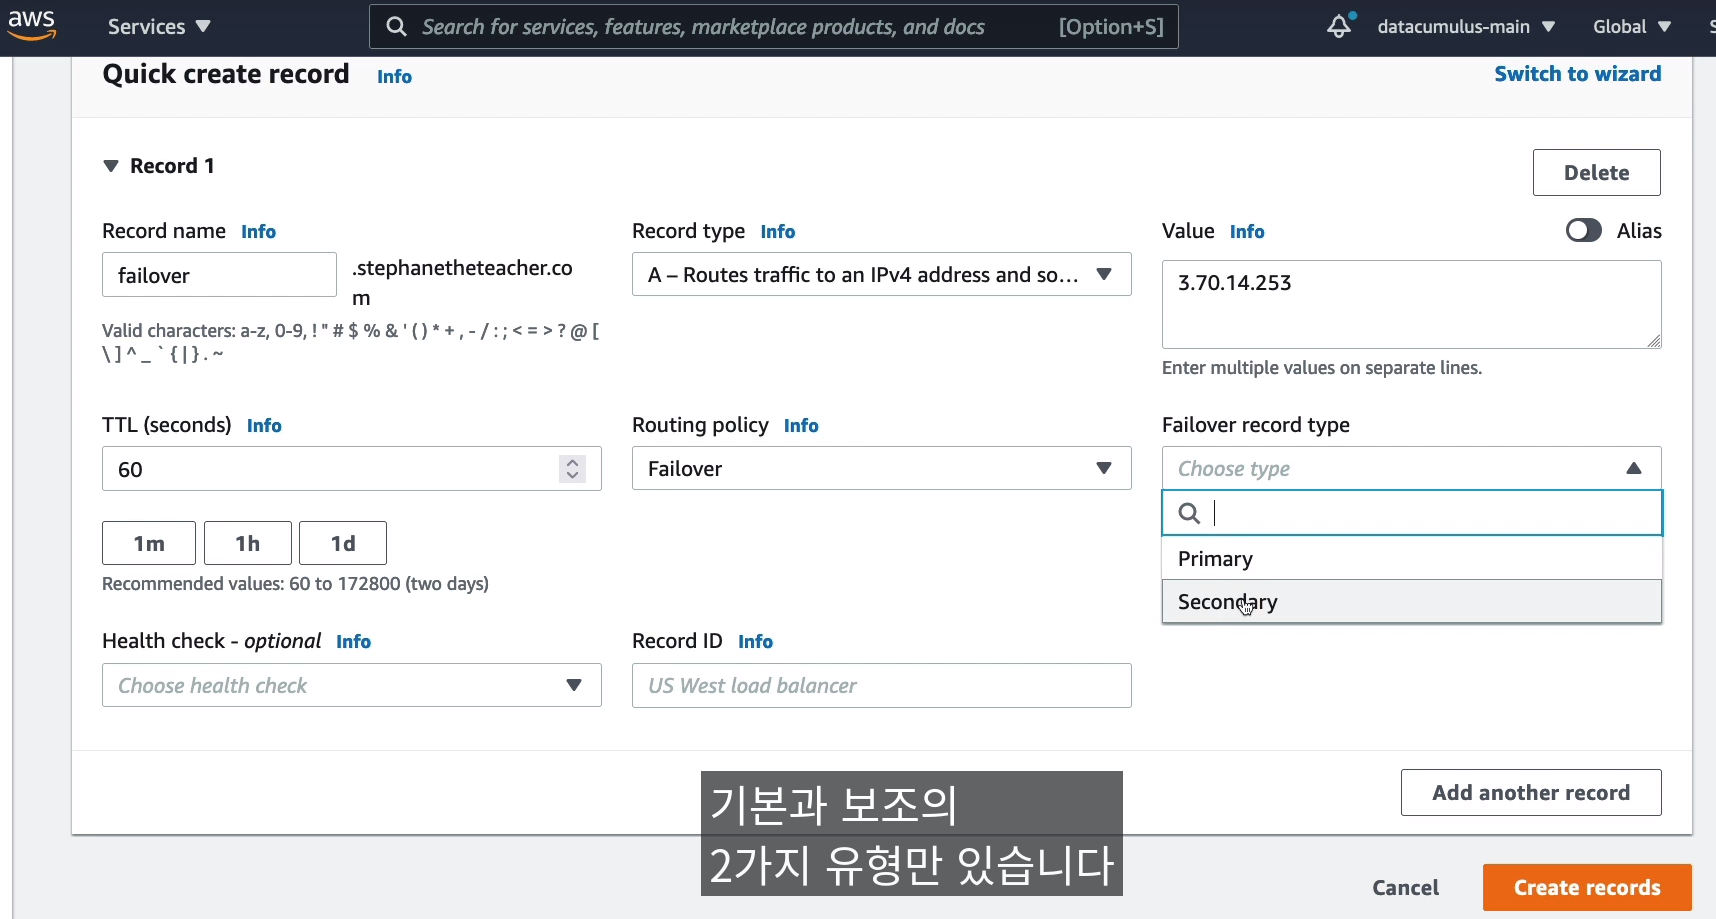 aws Services Search for services, features, marketplace products, and docs [Option+S] datacumulus-main Global S
Quick create record Info Switch to wizard
Record 1 Delete
Record name Info
failover .stephanetheteacher.co
m
Valid characters: a-z, 0-9, ! " # $ % & ' ( ) * + , - / : ; < = > ? @ [
\ ] ^ _ ` { | } . ~
Record type Info
A – Routes traffic to an IPv4 address and so...
Value Info Alias
3.70.14.253
Enter multiple values on separate lines.
TTL (seconds) Info
60
1m 1h 1d
Recommended values: 60 to 172800 (two days)
Routing policy Info
Failover
Failover record type
Choose type
Primary
Secondary
Health check - optional Info
Choose health check
Record ID Info
US West load balancer
Add another record
기본과 보조의
2가지 유형만 있습니다
Cancel Create records